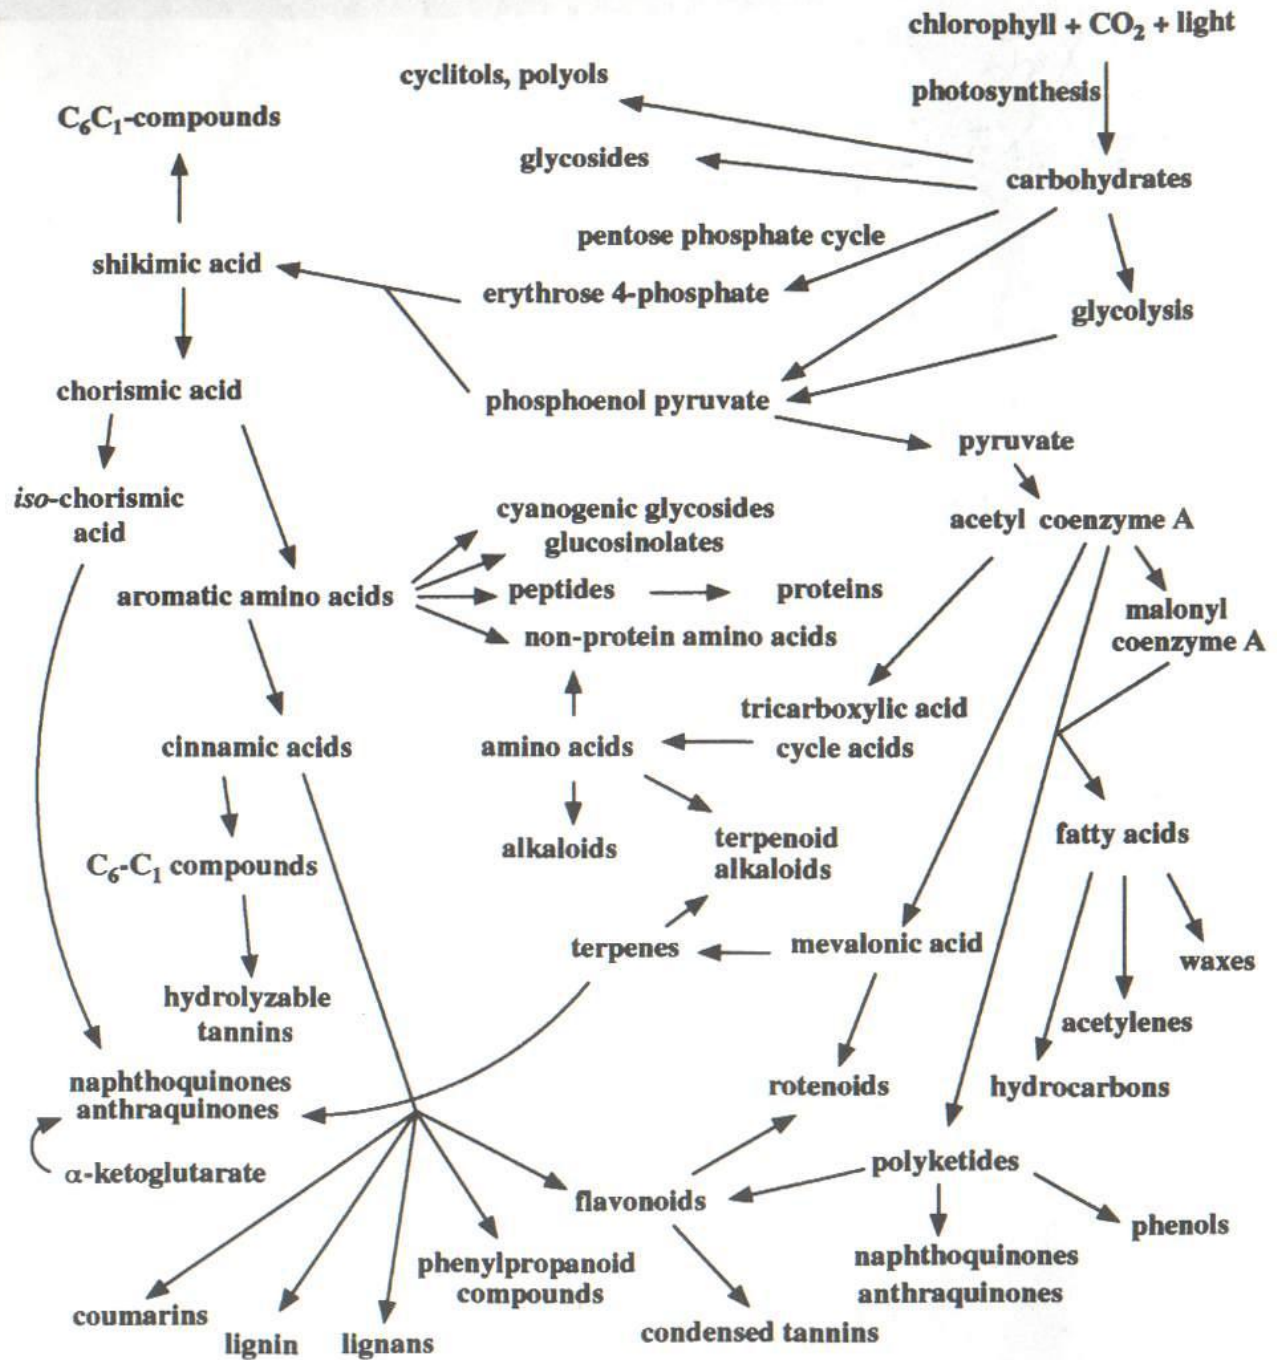 chlorophyll + CO₂ + light
cyclitols, polyols
photosynthesis
C₆C₁-compounds
glycosides
carbohydrates
pentose phosphate cycle
shikimic acid
erythrose 4-phosphate
glycolysis
chorismic acid
phosphoenol pyruvate
pyruvate
iso-chorismic
acid
cyanogenic glycosides
glucosinolates
acetyl coenzyme A
aromatic amino acids
peptides
proteins
malonyl
coenzyme A
non-protein amino acids
tricarboxylic acid
cycle acids
cinnamic acids
amino acids
fatty acids
alkaloids
terpenoid
alkaloids
C₆-C₁ compounds
terpenes
mevalonic acid
waxes
hydrolyzable
tannins
acetylenes
naphthoquinones
anthraquinones
rotenoids
hydrocarbons
α-ketoglutarate
polyketides
flavonoids
phenols
phenylpropanoid
compounds
naphthoquinones
anthraquinones
coumarins
lignin
lignans
condensed tannins